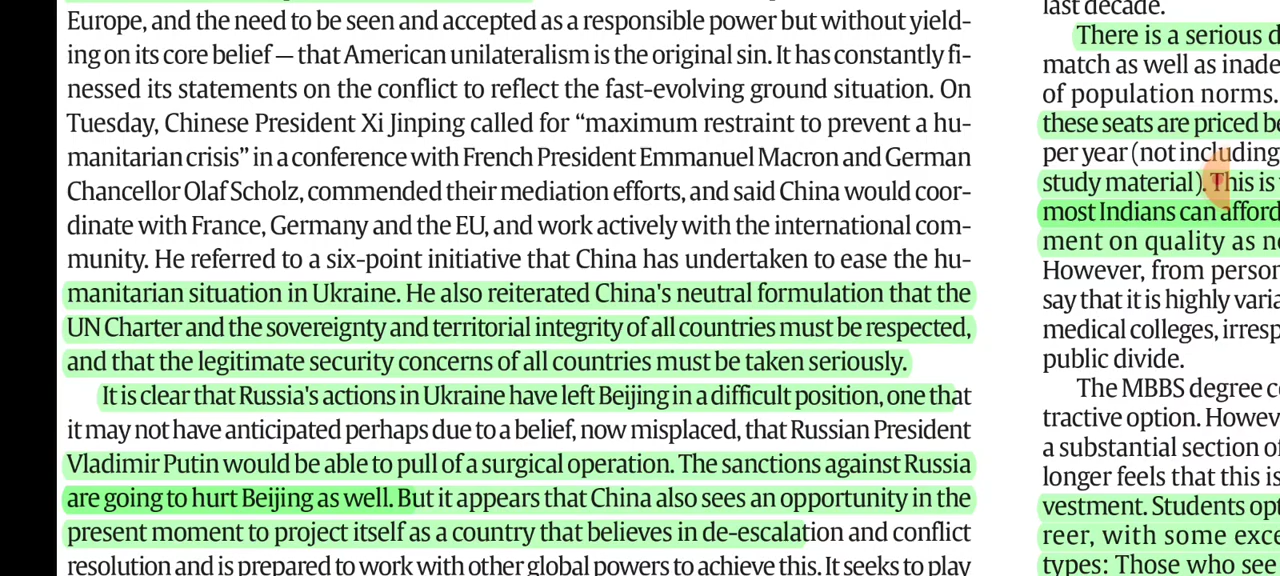 Europe, and the need to be seen and accepted as a responsible power but without yield-
ing on its core belief — that American unilateralism is the original sin. It has constantly fi-
nessed its statements on the conflict to reflect the fast-evolving ground situation. On
Tuesday, Chinese President Xi Jinping called for “maximum restraint to prevent a hu-
manitarian crisis” in a conference with French President Emmanuel Macron and German
Chancellor Olaf Scholz, commended their mediation efforts, and said China would coor-
dinate with France, Germany and the EU, and work actively with the international com-
munity. He referred to a six-point initiative that China has undertaken to ease the hu-
manitarian situation in Ukraine. He also reiterated China's neutral formulation that the
UN Charter and the sovereignty and territorial integrity of all countries must be respected,
and that the legitimate security concerns of all countries must be taken seriously.
It is clear that Russia's actions in Ukraine have left Beijing in a difficult position, one that
it may not have anticipated perhaps due to a belief, now misplaced, that Russian President
Vladimir Putin would be able to pull of a surgical operation. The sanctions against Russia
are going to hurt Beijing as well. But it appears that China also sees an opportunity in the
present moment to project itself as a country that believes in de-escalation and conflict
resolution and is prepared to work with other global powers to achieve this. It seeks to play
last decade.
There is a serious
match as well as
of population norms.
these seats are priced
per year (not including
study material). This is
most Indians can afford
ment on quality as
However, from
say that it is highly
medical colleges,
public divide.
The MBBS degree
tractive option.
a substantial section
longer feels that this is
vestment. Students
reer, with some
types: Those who see